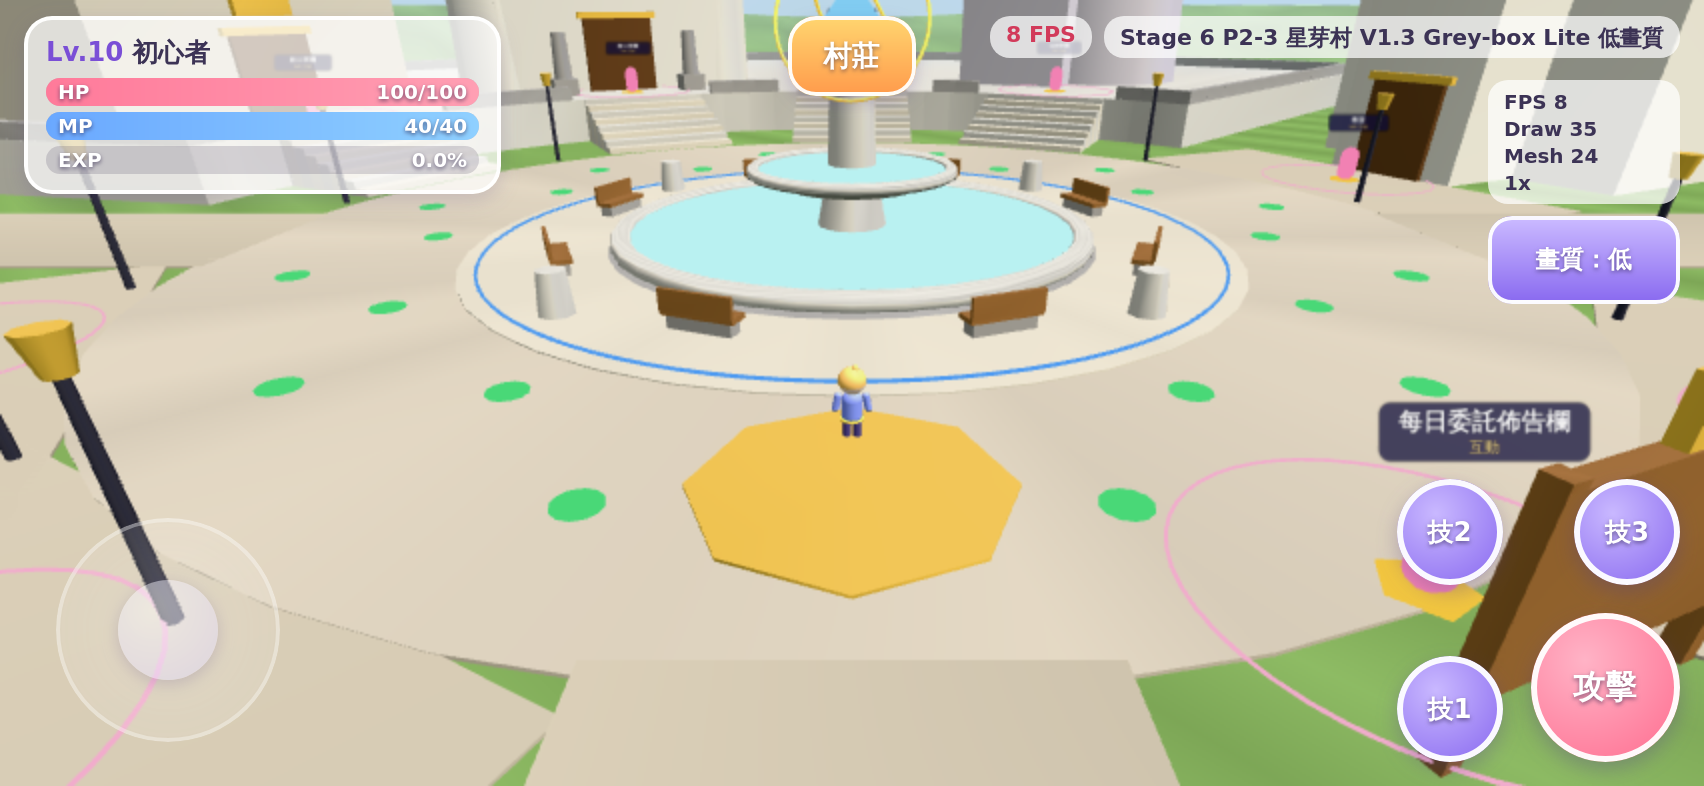 Lv.10 初心者
HP 100/100
MP 40/40
EXP 0.0%
村莊
8 FPS
Stage 6 P2-3 星芽村 V1.3 Grey-box Lite 低畫質
FPS 8
Draw 35
Mesh 24
1x
畫質：低
每日委託佈告欄
互動
技2
技3
技1
攻擊